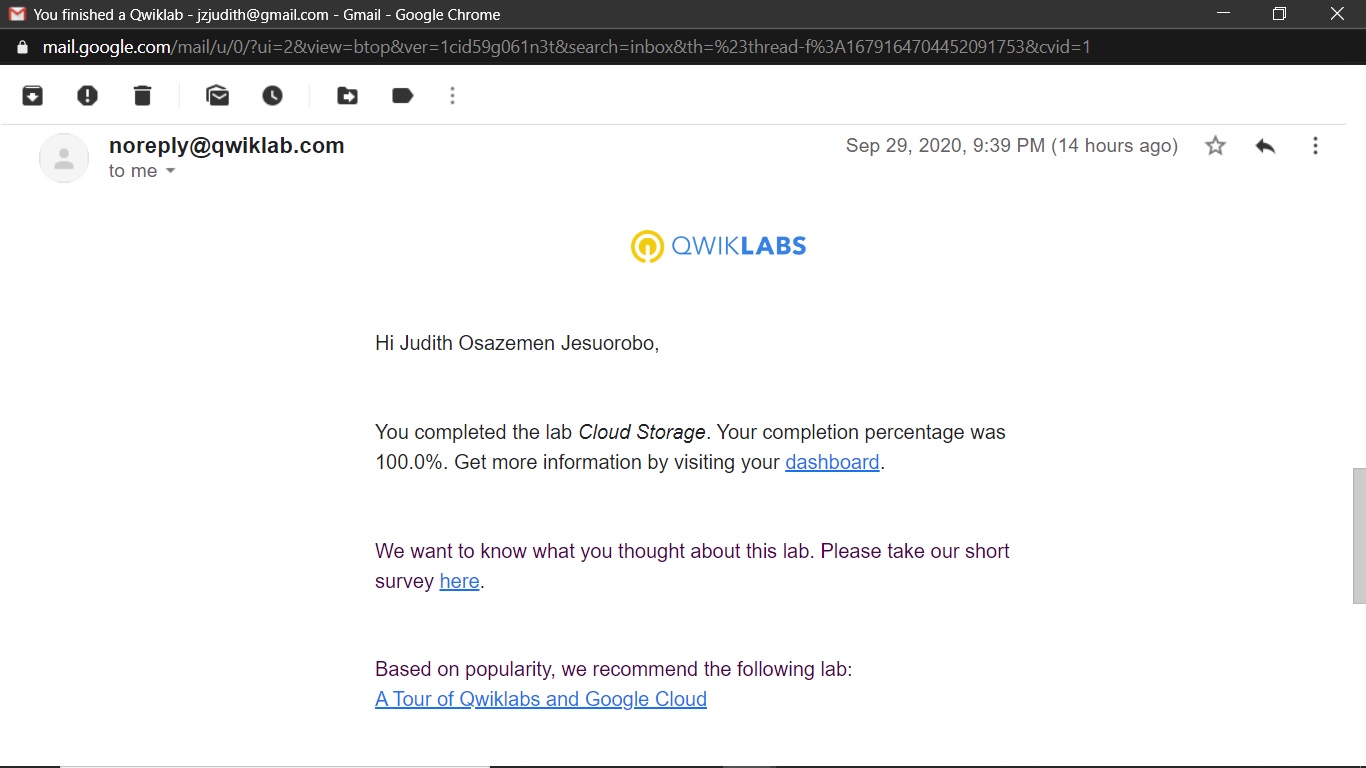 You finished a Qwiklab - jzjudith@gmail.com - Gmail - Google Chrome
mail.google.com/mail/u/0/?ui=2&view=btop&ver=1cid59g061n3t&search=inbox&th=%23thread-f%3A1679164704452091753&cvid=1
noreply@qwiklab.com
Sep 29, 2020, 9:39 PM (14 hours ago)
to me
QWIKLABS
Hi Judith Osazemen Jesuorobo,
You completed the lab Cloud Storage. Your completion percentage was
100.0%. Get more information by visiting your dashboard.
We want to know what you thought about this lab. Please take our short
survey here.
Based on popularity, we recommend the following lab:
A Tour of Qwiklabs and Google Cloud